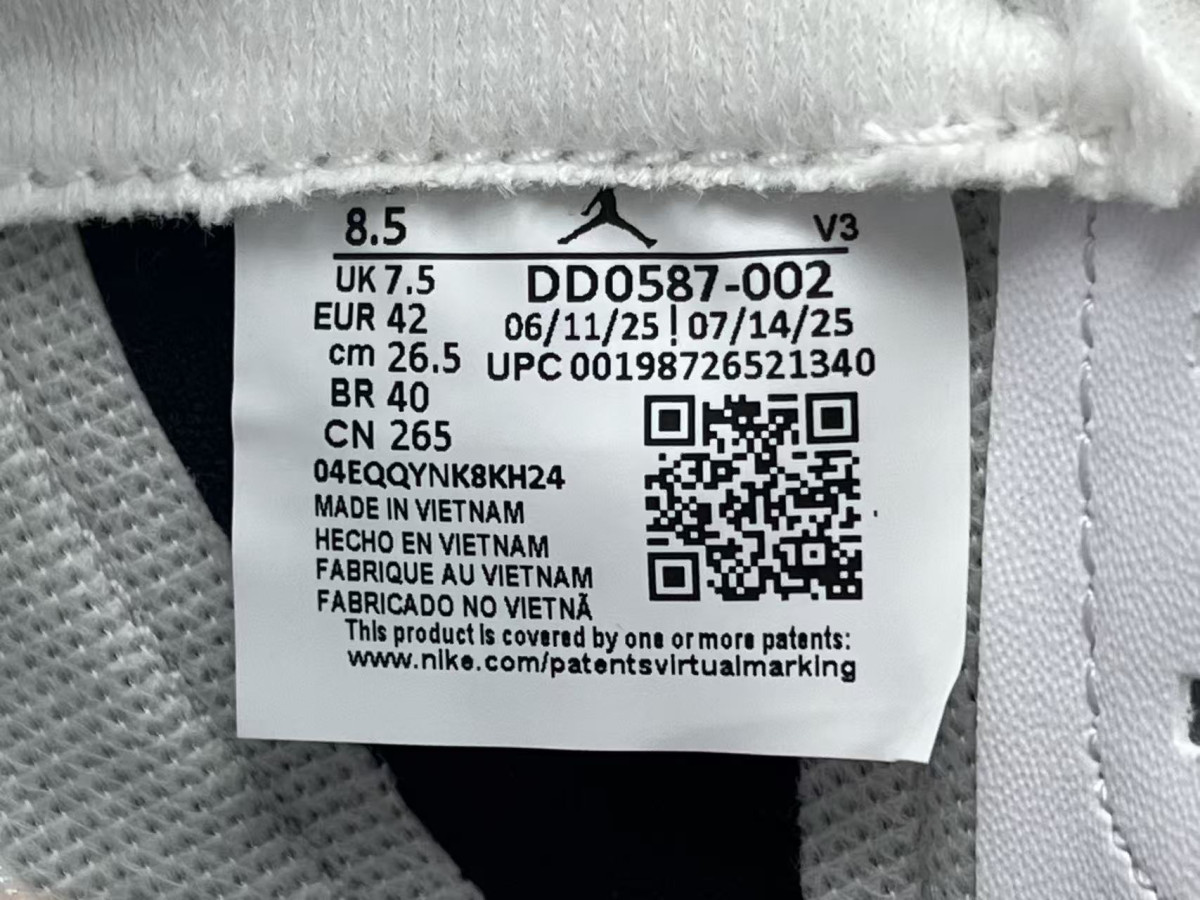 8.5 V3
UK 7.5 DD0587-002
EUR 42 06/11/25 | 07/14/25
cm 26.5 UPC 00198726521340
BR 40
CN 265
04EQQYNK8KH24
MADE IN VIETNAM
HECHO EN VIETNAM
FABRIQUE AU VIETNAM
FABRICADO NO VIETNÃ
This product is covered by one or more patents:
www.nike.com/patentsvirtualmarking